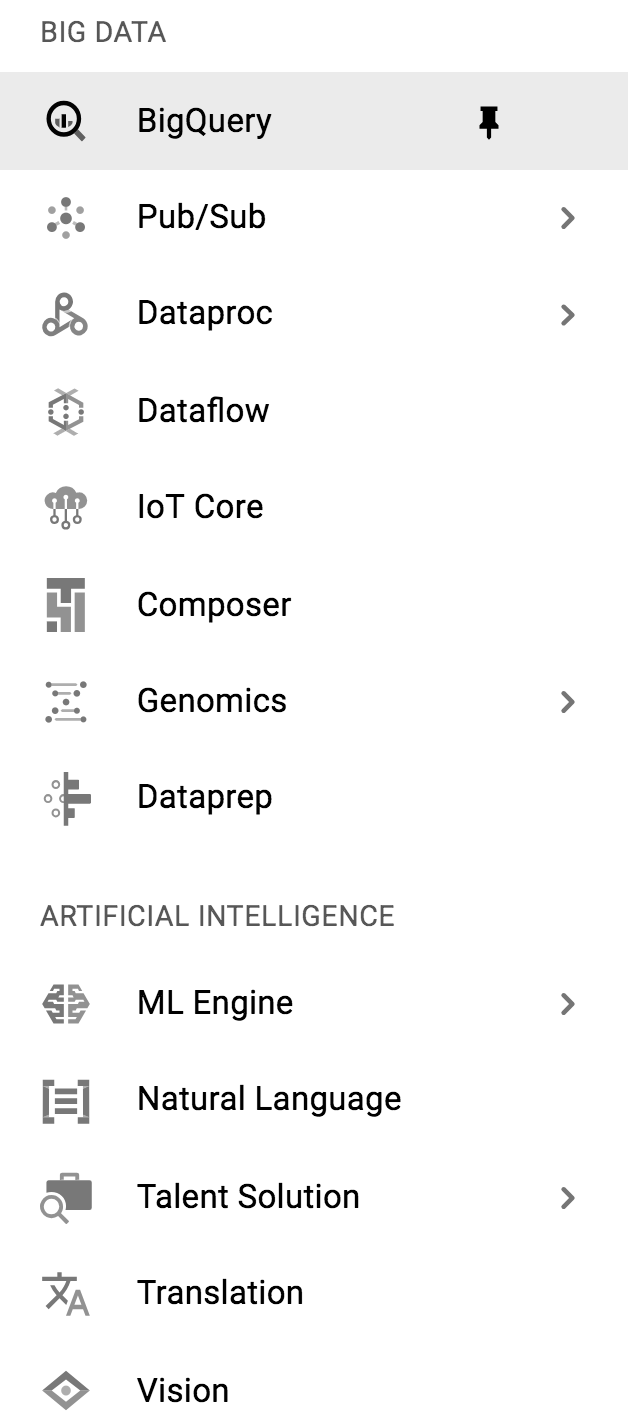 BIG DATA
BigQuery
Pub/Sub
Dataproc
Dataflow
IoT Core
Composer
Genomics
Dataprep
ARTIFICIAL INTELLIGENCE
ML Engine
Natural Language
Talent Solution
Translation
Vision